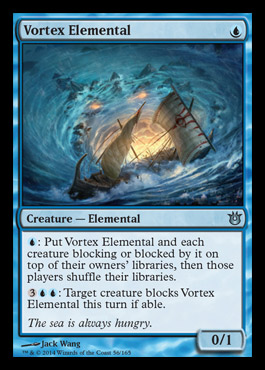 Vortex Elemental
Creature — Elemental
: Put Vortex Elemental and each
creature blocking or blocked by it on
top of their owners' libraries, then those
players shuffle their libraries.
3 : Target creature blocks Vortex
Elemental this turn if able.
The sea is always hungry.
Jack Wang
™ & © 2014 Wizards of the Coast 56/165
0/1